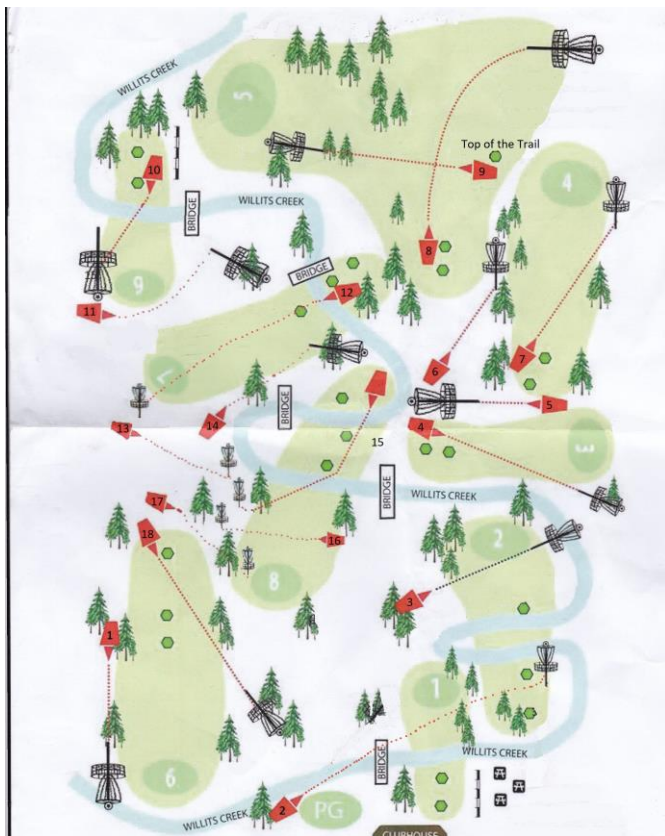 WILLITS CREEK
5
Top of the Trail
10
9
4
BRIDGE
WILLITS CREEK
8
BRIDGE
9
12
11
7
6
7
5
14
BRIDGE
4
13
15
3
BRIDGE
WILLITS CREEK
17
18
2
16
8
3
1
1
WILLITS CREEK
BRIDGE
6
WILLITS CREEK
2
PG
CLUBHOUSE